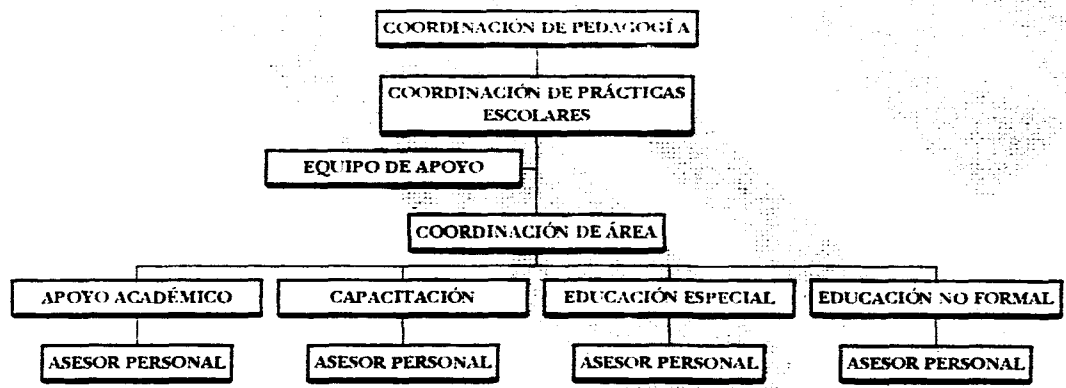 COORDINACIÓN DE PEDAGOGÍA
COORDINACIÓN DE PRÁCTICAS
ESCOLARES
EQUIPO DE APOYO
COORDINACIÓN DE ÁREA
APOYO ACADÉMICO
CAPACITACIÓN
EDUCACIÓN ESPECIAL
EDUCACIÓN NO FORMAL
ASESOR PERSONAL
ASESOR PERSONAL
ASESOR PERSONAL
ASESOR PERSONAL